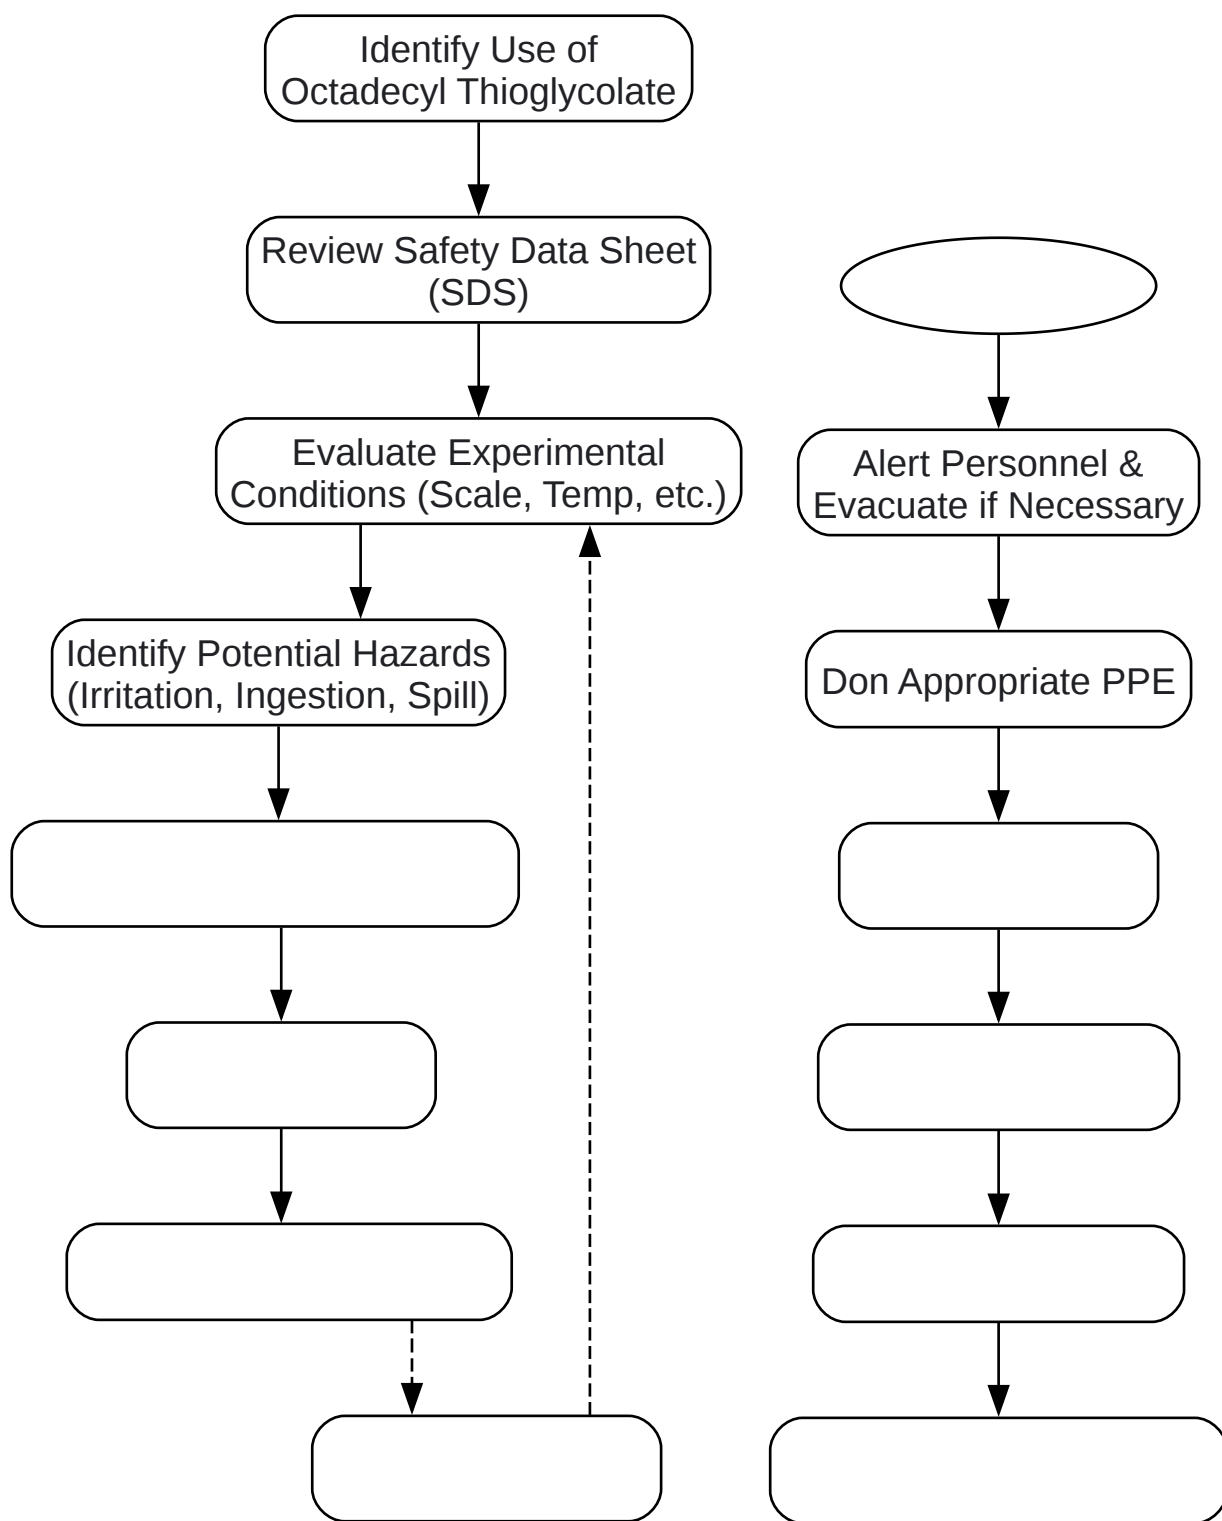 Identify Use of
Octadecyl Thioglycolate
Review Safety Data Sheet
(SDS)
Evaluate Experimental
Conditions (Scale, Temp, etc.)
Identify Potential Hazards
(Irritation, Ingestion, Spill)
Alert Personnel &
Evacuate if Necessary
Don Appropriate PPE